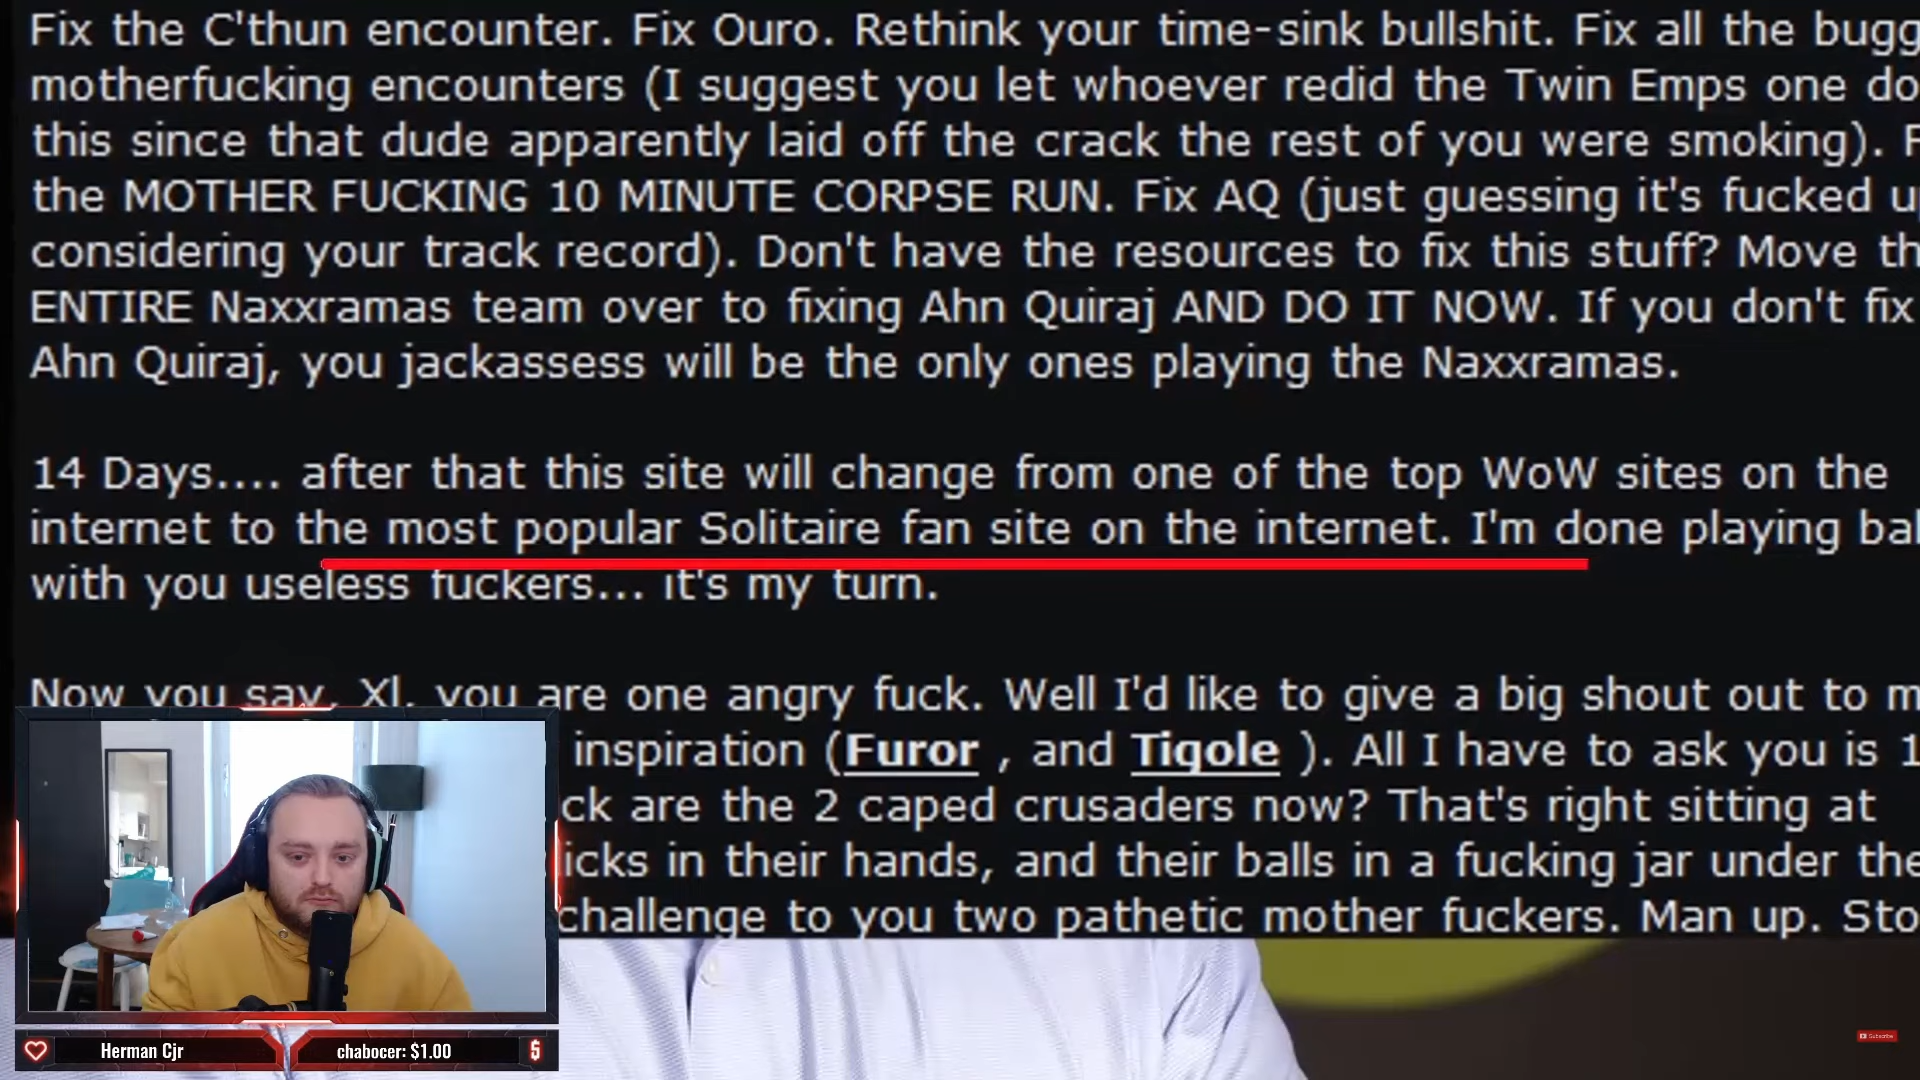 Fix the C'thun encounter. Fix Ouro. Rethink your time-sink bullshit. Fix all the bugg
motherfucking encounters (I suggest you let whoever redid the Twin Emps one do
this since that dude apparently laid off the crack the rest of you were smoking). F
the MOTHER FUCKING 10 MINUTE CORPSE RUN. Fix AQ (just guessing it's fucked up
considering your track record). Don't have the resources to fix this stuff? Move th
ENTIRE Naxxramas team over to fixing Ahn Quiraj AND DO IT NOW. If you don't fix
Ahn Quiraj, you jackassess will be the only ones playing the Naxxramas.
14 Days.... after that this site will change from one of the top WoW sites on the
internet to the most popular Solitaire fan site on the internet. I'm done playing bal
with you useless fuckers... it's my turn.
Now you say, Xl, you are one angry fuck. Well I'd like to give a big shout out to m
inspiration (Furor , and Tigole ). All I have to ask you is 1
ck are the 2 caped crusaders now? That's right sitting at
icks in their hands, and their balls in a fucking jar under the
challenge to you two pathetic mother fuckers. Man up. Sto
Herman Cjr
chabocer: $1.00
$
Subscribe